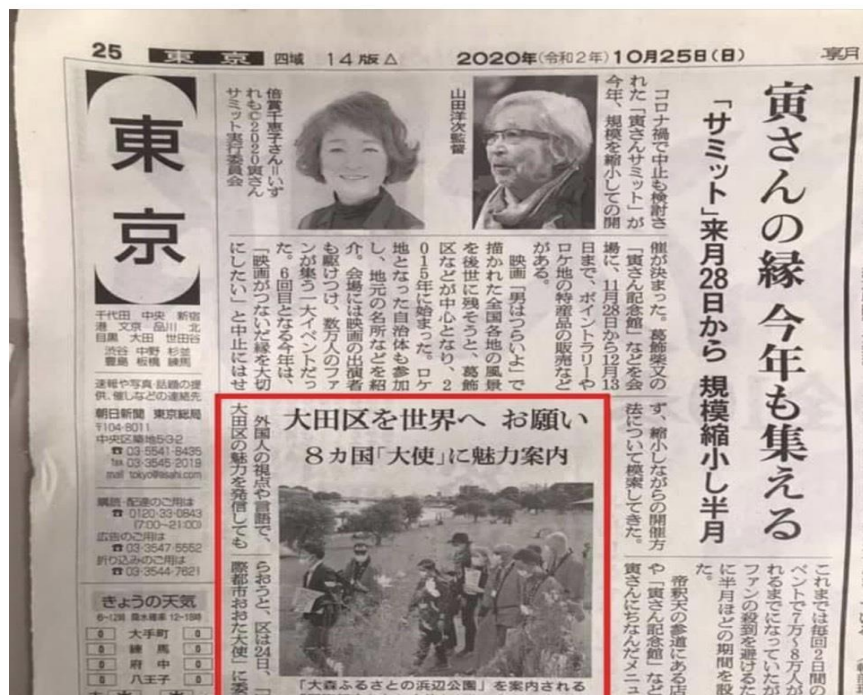 25 東京 四域 14版△ 2020年(令和2年)10月25日(日) 朝
寅さんの縁 今年も集える
「サミット」来月28日から 規模縮小し半月
コロナ禍で中止も検討さ
れた「寅さんサミット」が
今年、規模を縮小しての開
催が決まった。葛飾柴又の
「寅さん記念館」などを会
場に、11月28日から12月13
日まで、ポイントラリーや
ロケ地の特産品の販売など
がある。
映画「男はつらいよ」で
描かれた全国各地の風景
を後世に残そうと、葛飾
区などが中心となり、2
015年に始まった。ロケ
地となった自治体も参加
し、地元の名所などを紹
介。会場には映画の出演者
も駆けつけ、数万人のファ
ンが集う一大イベントだっ
た。6回目となる今年は、
「映画がつないだ縁を大切
にしたい」と中止にはせ
ず、縮小しながらの開催方
法について模索してきた。
これまでは毎回2日間
ベントで7万〜8万人が
れるまでになっていた
ファンの殺到を避けるた
に半月ほどの期間を設
た。
帝釈天の参道にある店
や「寅さん記念館」な
寅さんにちなんだメニュ
山田洋次監督
倍賞千恵子さん=いず
れも©2020寅さん
サミット実行委員会
東京
千代田 中央 新宿
港 文京 品川 北
目黒 大田 世田谷
渋谷 中野 杉並
豊島 板橋 練馬
速報や写真・話題の提
供、催しなどの連絡先
朝日新聞 東京総局
〒104-8011
中央区築地5-3-2
☎ 03-5541-8435
fax 03-3545-2019
mail tokyo@asahi.com
購読・配達のご用は
☎ 0120-33-0843
(7:00〜21:00)
広告のご用は
☎ 03-3547-5552
折り込みのご用は
☎ 03-3544-7621
きょうの天気
6-12時 降水確率 12-18時
0 大手町 0
0 練馬 0
0 府中 0
0 八王子 0
大田区を世界へ お願い
8カ国「大使」に魅力案内
外国人の視点や言語で、
大田区の魅力を発信しても
らおうと、区は24日、「
際都市おおた大使」に委
「大森ふるさとの浜辺公園」を案内される